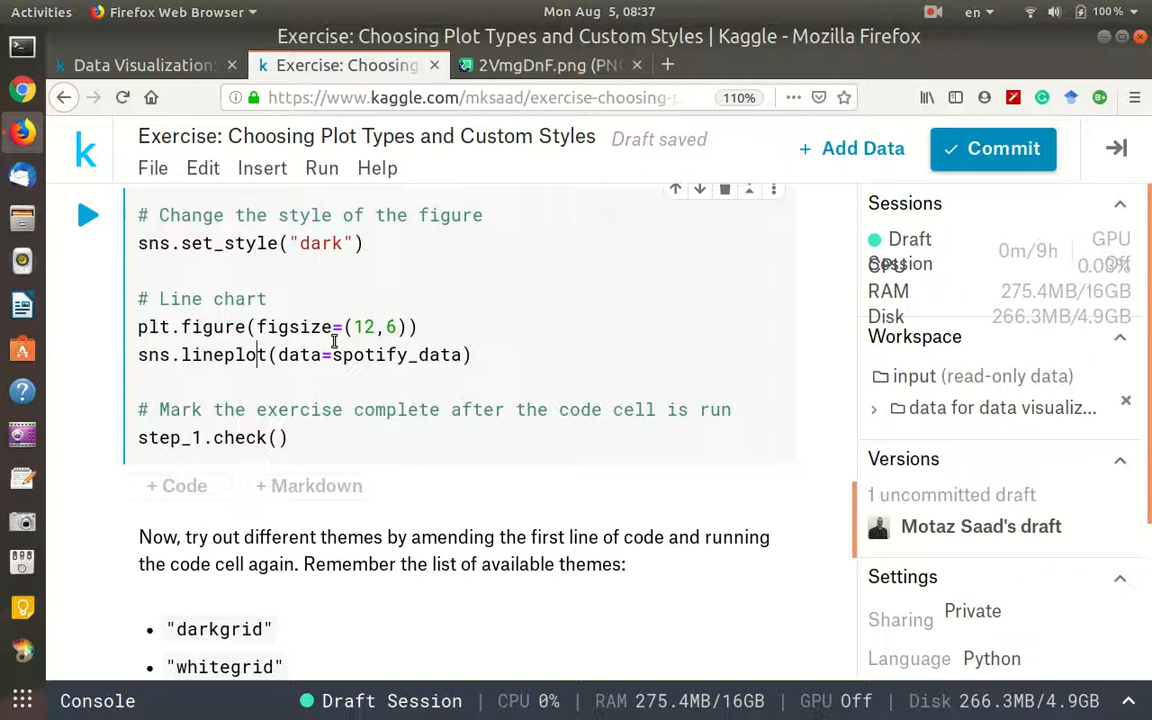 Activities
Firefox Web Browser
Mon Aug 5, 08:37
en
100 %
Exercise: Choosing Plot Types and Custom Styles | Kaggle - Mozilla Firefox
Data Visualization:
Exercise: Choosing
2VmgDnF.png (PN
https://www.kaggle.com/mksaad/exercise-choosing-
110%
Exercise: Choosing Plot Types and Custom Styles
Draft saved
File Edit Insert Run Help
+ Add Data
Commit
# Change the style of the figure
sns.set_style("dark")
# Line chart
plt.figure(figsize=(12,6))
sns.lineplot(data=spotify_data)
# Mark the exercise complete after the code cell is run
step_1.check()
+ Code
+ Markdown
Now, try out different themes by amending the first line of code and running
the code cell again. Remember the list of available themes:
• "darkgrid"
• "whitegrid"
Sessions
Draft
Session
0m/9h
GPU
Off
CPU
0.00%
RAM
275.4MB/16GB
Disk
266.3MB/4.9GB
Workspace
input (read-only data)
data for data visualiz...
Versions
1 uncommitted draft
Motaz Saad's draft
Settings
Sharing
Private
Language
Python
Console
Draft Session | CPU 0% | RAM 275.4MB/16GB | GPU Off | Disk 266.3MB/4.9GB